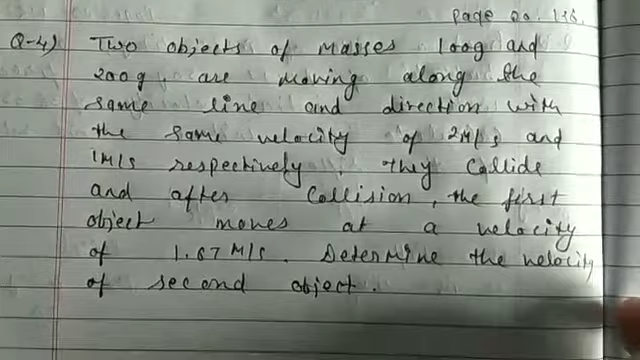 Page no. 116.
Q-4) Two objects of masses 100g and
200g. are moving along the
same line and direction with
the same velocity of 2M/s and
1M/s respectively. They collide
and after collision, the first
object moves at a velocity
of 1.67 M/s. Determine the velocity
of second object.